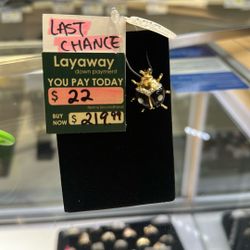 LAST
CHANCE
Layaway
down payment
YOU PAY TODAY
$ 22
BUY
NOW $ 219.99